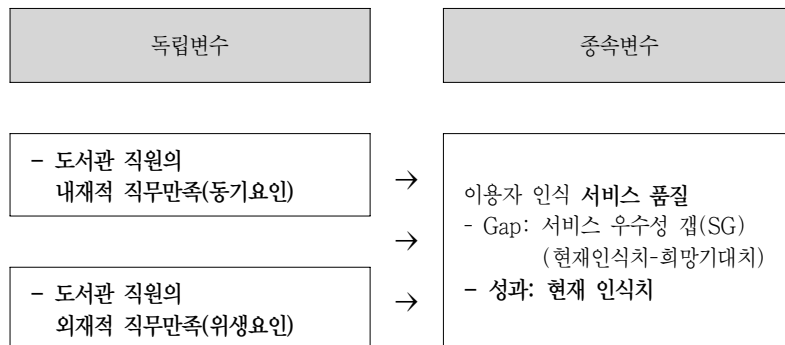 독립변수
종속변수
- 도서관 직원의
내재적 직무만족(동기요인)
→
이용자 인식 서비스 품질
- Gap: 서비스 우수성 갭(SG)
→
(현재인식치-희망기대치)
- 성과: 현재 인식치
- 도서관 직원의
→
외재적 직무만족(위생요인)